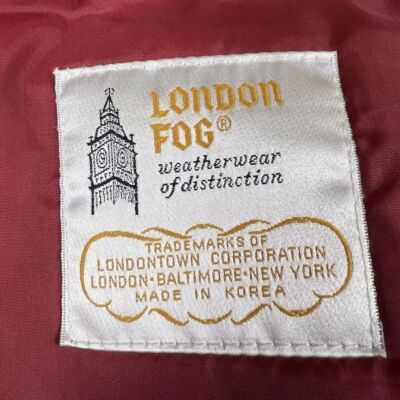 LONDON
FOG®
weatherwear
of distinction
TRADEMARKS OF
LONDONTOWN CORPORATION
LONDON·BALTIMORE·NEW YORK
MADE IN KOREA